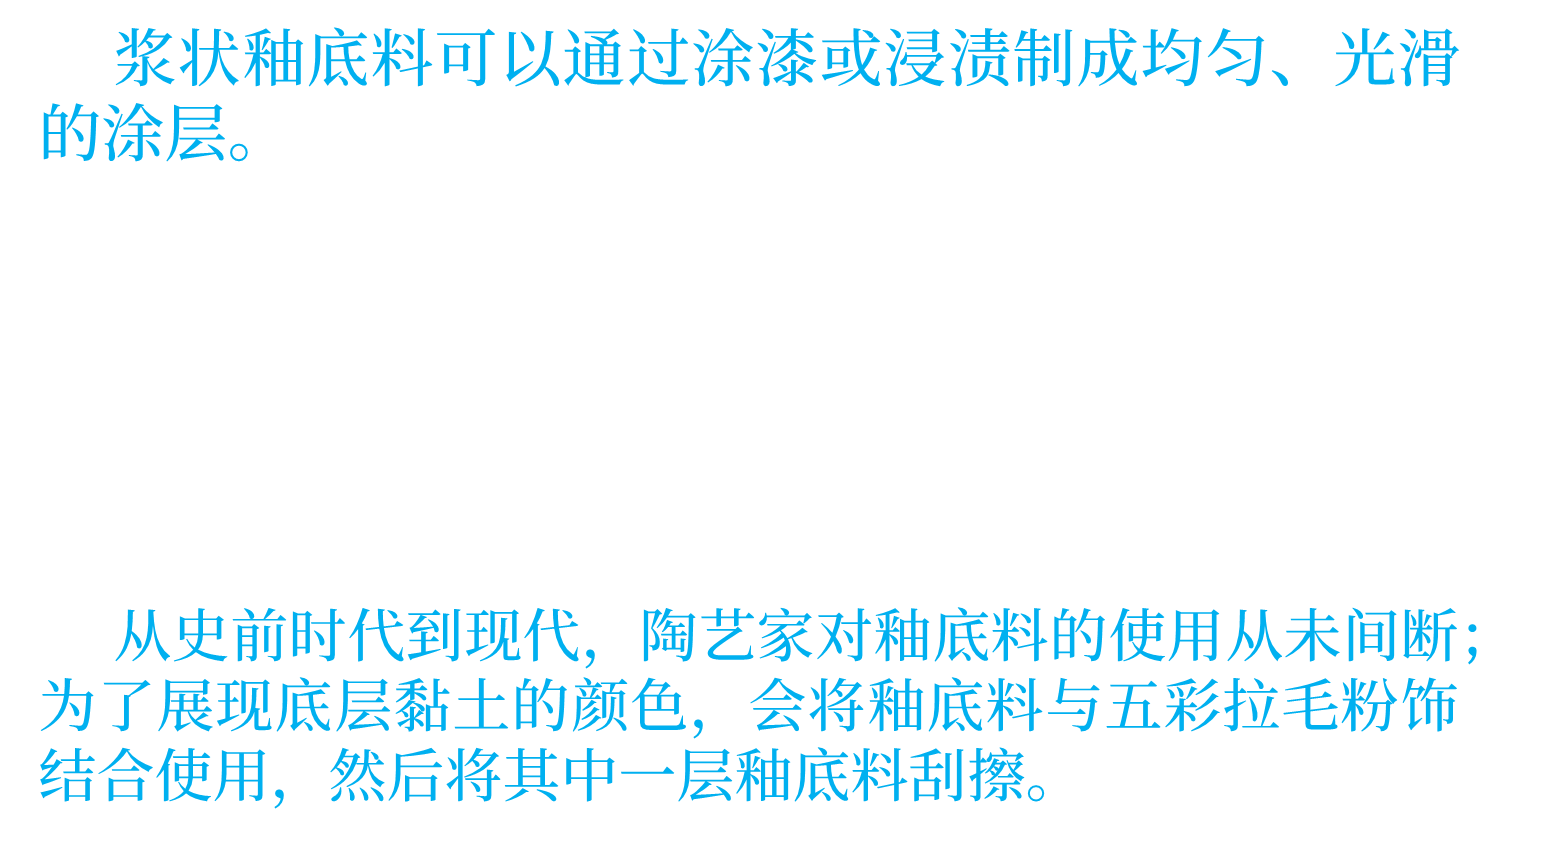 浆状釉底料可以通过涂漆或浸渍制成均匀、光滑
的涂层。
从史前时代到现代，陶艺家对釉底料的使用从未间断；
为了展现底层黏土的颜色，会将釉底料与五彩拉毛粉饰
结合使用，然后将其中一层釉底料刮擦。